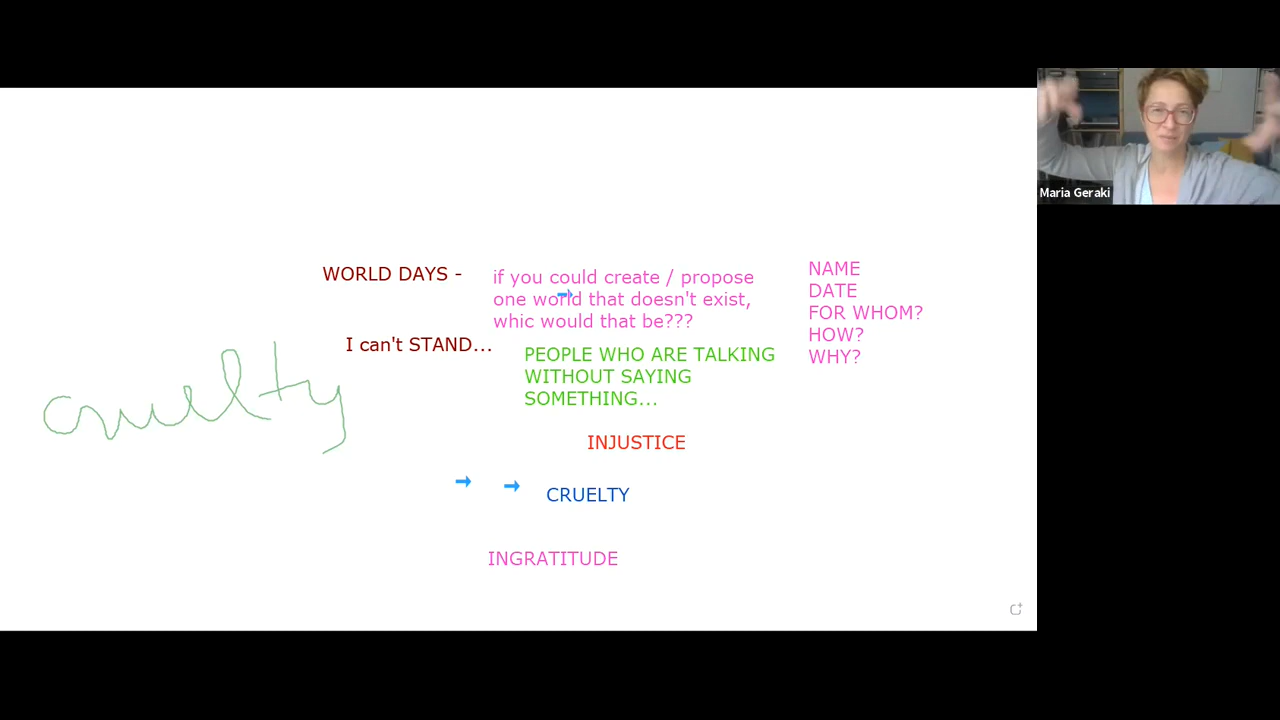 WORLD DAYS -
if you could create / propose
one world that doesn't exist,
whic would that be???
NAME
DATE
FOR WHOM?
HOW?
WHY?
I can't STAND...
PEOPLE WHO ARE TALKING
WITHOUT SAYING
SOMETHING...
cruelty
INJUSTICE
CRUELTY
INGRATITUDE
Maria Geraki